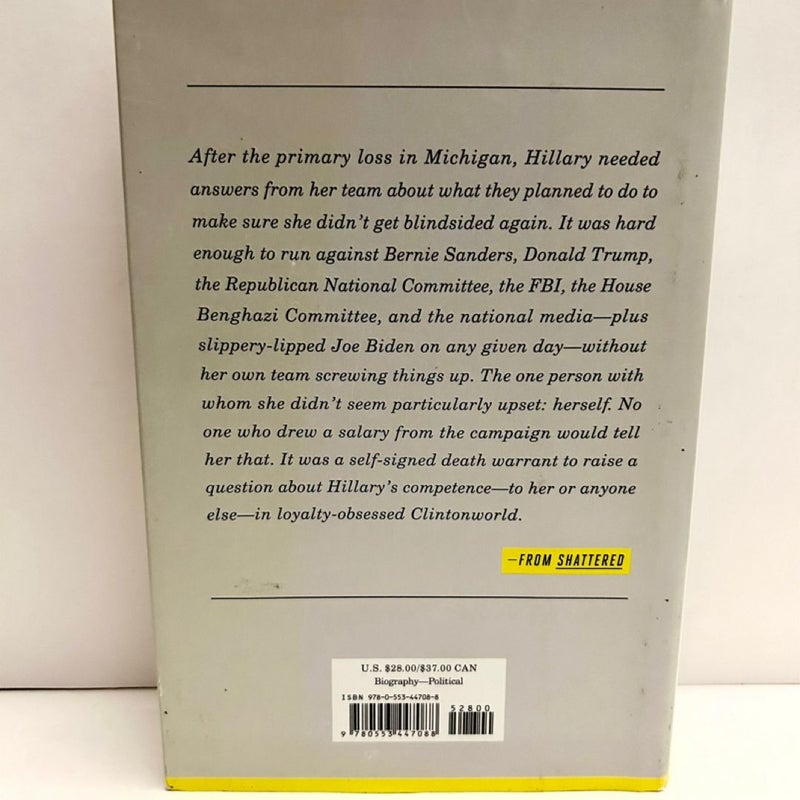 After the primary loss in Michigan, Hillary needed
answers from her team about what they planned to do to
make sure she didn't get blindsided again. It was hard
enough to run against Bernie Sanders, Donald Trump,
the Republican National Committee, the FBI, the House
Benghazi Committee, and the national media—plus
slippery-lipped Joe Biden on any given day—without
her own team screwing things up. The one person with
whom she didn't seem particularly upset: herself. No
one who drew a salary from the campaign would tell
her that. It was a self-signed death warrant to raise a
question about Hillary's competence—to her or anyone
else—in loyalty-obsessed Clintonworld.
—FROM SHATTERED
U.S. $28.00/$37.00 CAN
Biography—Political
ISBN 978-0-553-44708-8
52800
9 780553 447088